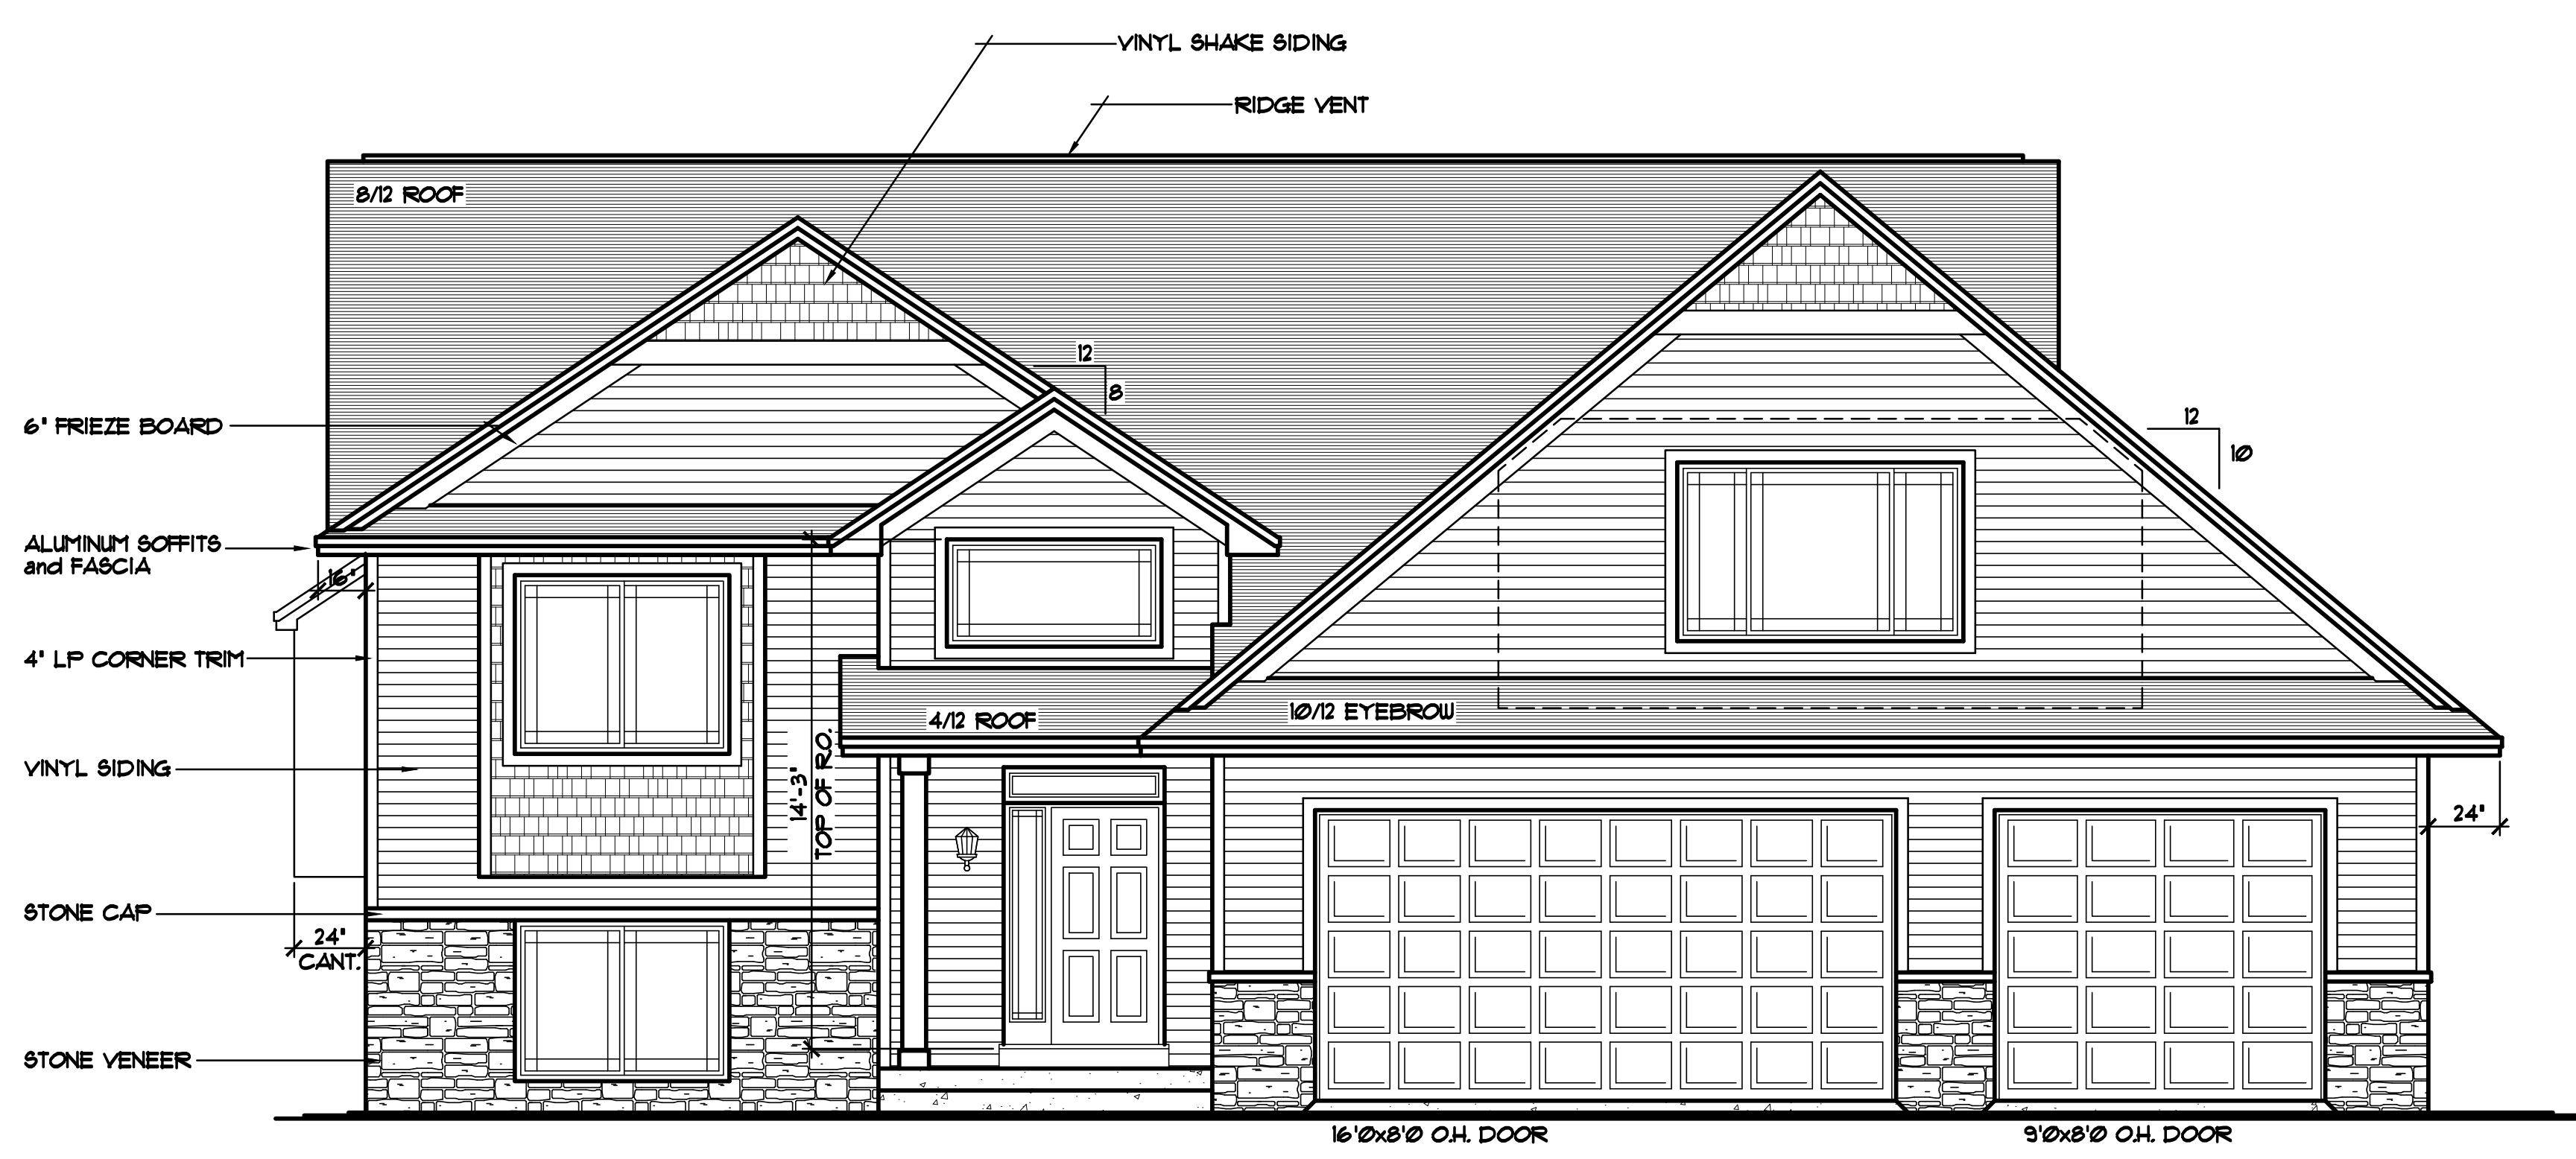 VINYL SHAKE SIDING
RIDGE VENT
8/12 ROOF
12
8
6" FRIEZE BOARD
12
10
ALUMINUM SOFFITS
and FASCIA
16"
4" LP CORNER TRIM
4/12 ROOF
10/12 EYEBROW
VINYL SIDING
14'-3"
TOP OF R.O.
24"
STONE CAP
24"
CANT.
STONE VENEER
16'0x8'0 O.H. DOOR
9'0x8'0 O.H. DOOR